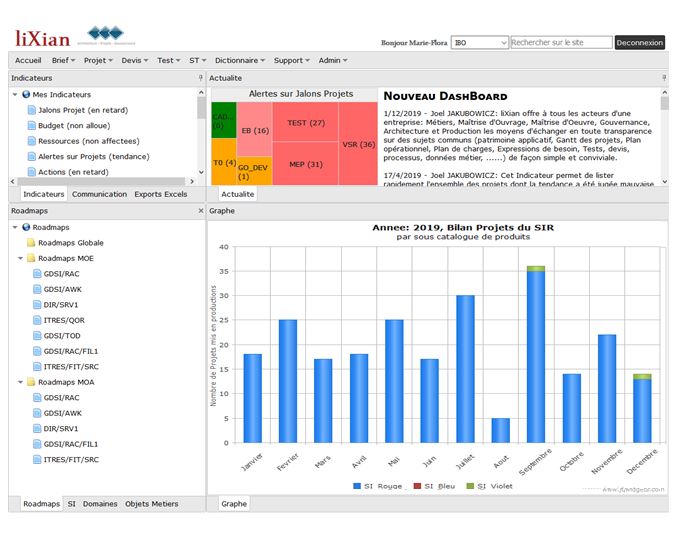 liXian
Bonjour Marie-Flora
IBO
Rechercher sur le site
Deconnexion
Accueil Brief Projet Devis Test ST Dictionnaire Support Admin
Indicateurs
Mes Indicateurs
Jalons Projet (en retard)
Budget (non alloue)
Ressources (non affectees)
Alertes sur Projets (tendance)
Actions (en retard)
Indicateurs Communication Exports Excels
Actualite
Alertes sur Jalons Projets
CAD...
(0)
EB (16)
TEST (27)
VSR (36)
T0 (4)
GO_DEV
(1)
MEP (31)
Nouveau DashBoard
1/12/2019 - Joel JAKUBOWICZ: liXian offre à tous les acteurs d'une
entreprise: Métiers, Maîtrise d'Ouvrage, Maîtrise d'Oeuvre, Gouvernance,
Architecture et Production les moyens d'échanger en toute transparence
sur des sujets communs (patrimoine applicatif, Gantt des projets, Plan
opérationnel, Plan de charges, Expressions de besoin, Tests, devis,
processus, données métier, ......) de façon simple et conviviale.
17/4/2019 - Joel JAKUBOWICZ: Cet Indicateur permet de lister
rapidement l'ensemble des projets dont la tendance a été jugée mauvaise
Actualite
Roadmaps
Roadmaps
Roadmaps Globale
Roadmaps MOE
GDSI/RAC
GDSI/AWK
DIR/SRV1
ITRES/QOR
GDSI/TOD
GDSI/RAC/FIL1
ITRES/FIT/SRC
Roadmaps MOA
GDSI/RAC
GDSI/AWK
DIR/SRV1
GDSI/RAC/FIL1
ITRES/FIT/SRC
Roadmaps SI Domaines Objets Metiers
Graphe
Annee: 2019, Bilan Projets du SIR
par sous catalogue de produits
Nombre de Projets mis en productions
40
35
30
25
20
15
10
5
0
Janvier Fevrier Mars Avril Mai Juin Juillet Aout Septembre Octobre Novembre Decembre
SI_Rouge SI_Bleu SI_Violet
Graphe